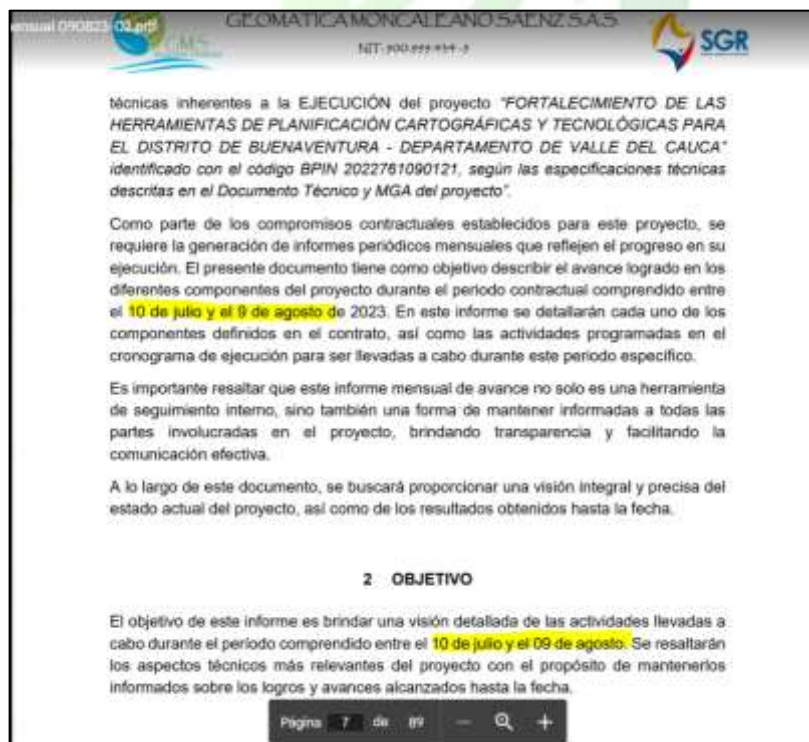 ensual 090823-02.pdf
GEOMATICA MONCALEANO SAENZ S.A.S
SGR
técnicas inherentes a la EJECUCIÓN del proyecto "FORTALECIMIENTO DE LAS
HERRAMIENTAS DE PLANIFICACIÓN CARTOGRÁFICAS Y TECNOLÓGICAS PARA
EL DISTRITO DE BUENAVENTURA - DEPARTAMENTO DE VALLE DEL CAUCA"
identificado con el código BPIN 2022761090121, según las especificaciones técnicas
descritas en el Documento Técnico y MGA del proyecto".
Como parte de los compromisos contractuales establecidos para este proyecto, se
requiere la generación de informes periódicos mensuales que reflejen el progreso en su
ejecución. El presente documento tiene como objetivo describir el avance logrado en los
diferentes componentes del proyecto durante el periodo contractual comprendido entre
el 10 de julio y el 9 de agosto de 2023. En este informe se detallarán cada uno de los
componentes definidos en el contrato, así como las actividades programadas en el
cronograma de ejecución para ser llevadas a cabo durante este periodo específico.
Es importante resaltar que este informe mensual de avance no solo es una herramienta
de seguimiento interno, sino también una forma de mantener informadas a todas las
partes involucradas en el proyecto, brindando transparencia y facilitando la
comunicación efectiva.
A lo largo de este documento, se buscará proporcionar una visión integral y precisa del
estado actual del proyecto, así como de los resultados obtenidos hasta la fecha.
2 OBJETIVO
El objetivo de este informe es brindar una visión detallada de las actividades llevadas a
cabo durante el período comprendido entre el 10 de julio y el 09 de agosto. Se resaltarán
los aspectos técnicos más relevantes del proyecto con el propósito de mantenerlos
informados sobre los logros y avances alcanzados hasta la fecha.
Página 7 de 89